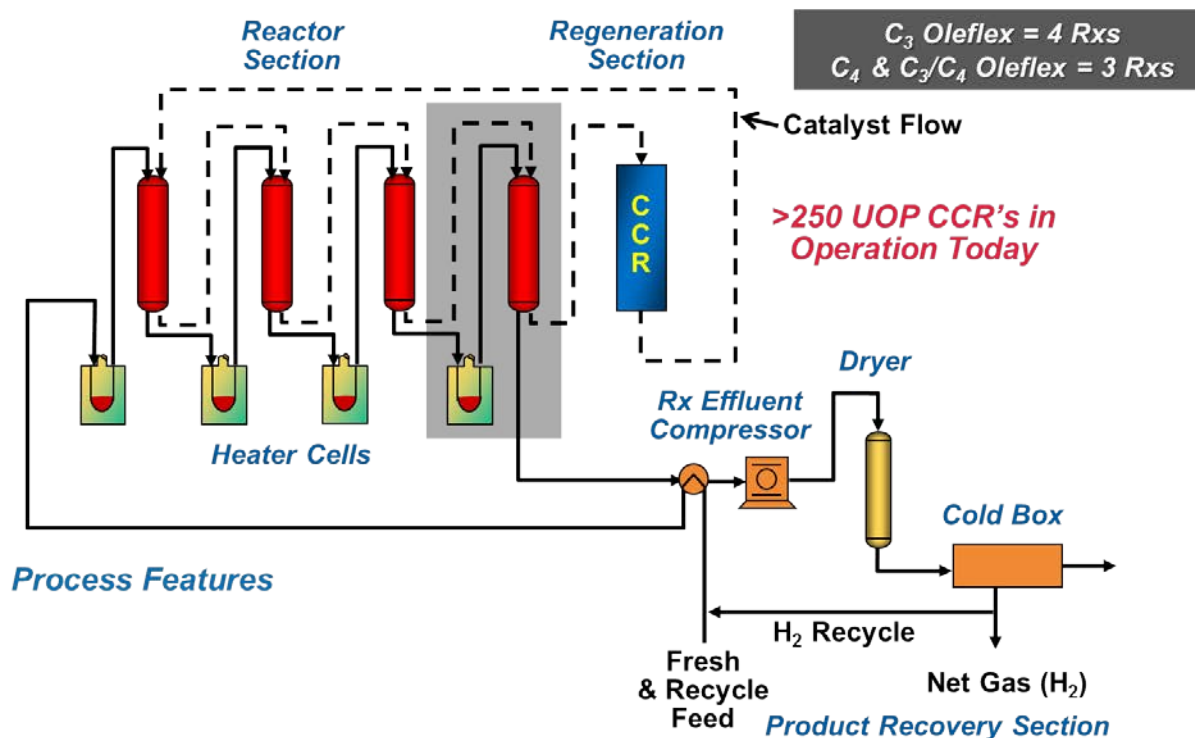 Reactor
Section
Regeneration
Section
C₃ Oleflex = 4 Rxs
C₄ & C₃/C₄ Oleflex = 3 Rxs
Catalyst Flow
C
C
R
>250 UOP CCR's in
Operation Today
Heater Cells
Rx Effluent
Compressor
Dryer
Cold Box
Process Features
H₂ Recycle
Fresh
& Recycle
Feed
Net Gas (H₂)
Product Recovery Section